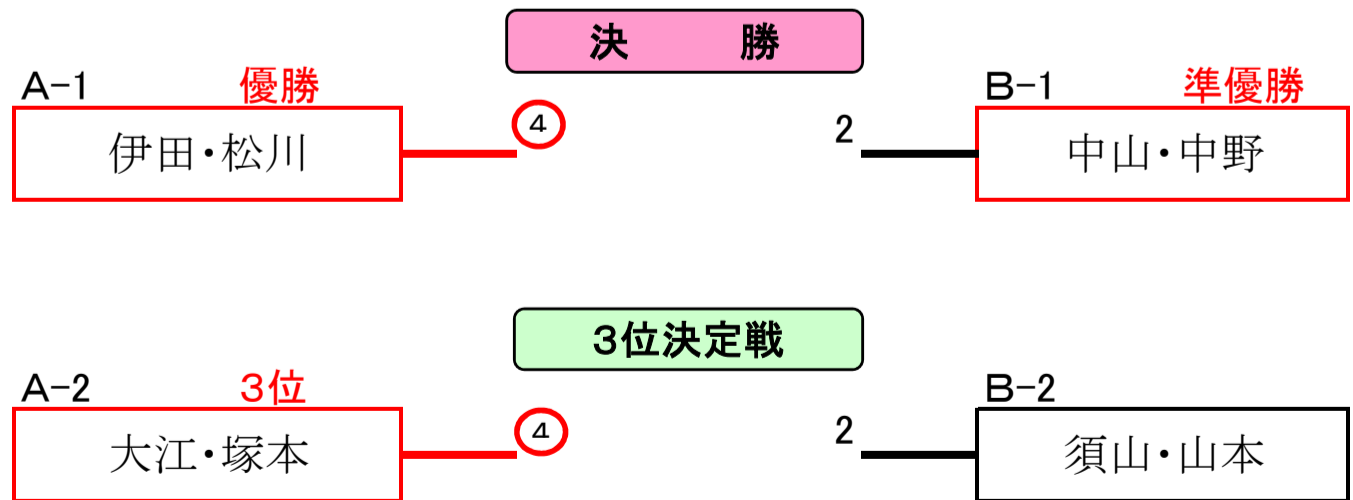 決　　　勝
A-1　優勝
B-1　準優勝
伊田・松川
④
2
中山・中野
3位決定戦
A-2　3位
B-2
大江・塚本
④
2
須山・山本